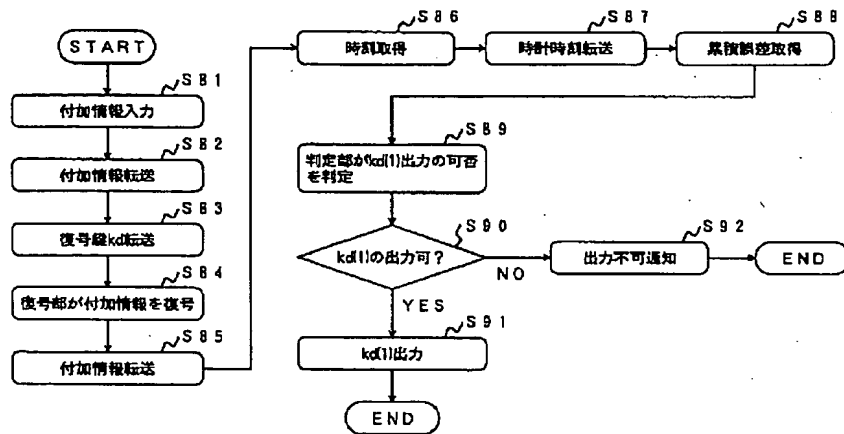 START
S81
付加情報入力
S82
付加情報転送
S83
復号鍵kd転送
S84
復号部が付加情報を復号
S85
付加情報転送
S86
時刻取得
S87
時計時刻転送
S88
累積誤差取得
S89
判定部がkd(1)出力の可否
を判定
S90
kd(1)の出力可?
NO
YES
S91
kd(1)出力
END
S92
出力不可通知
END